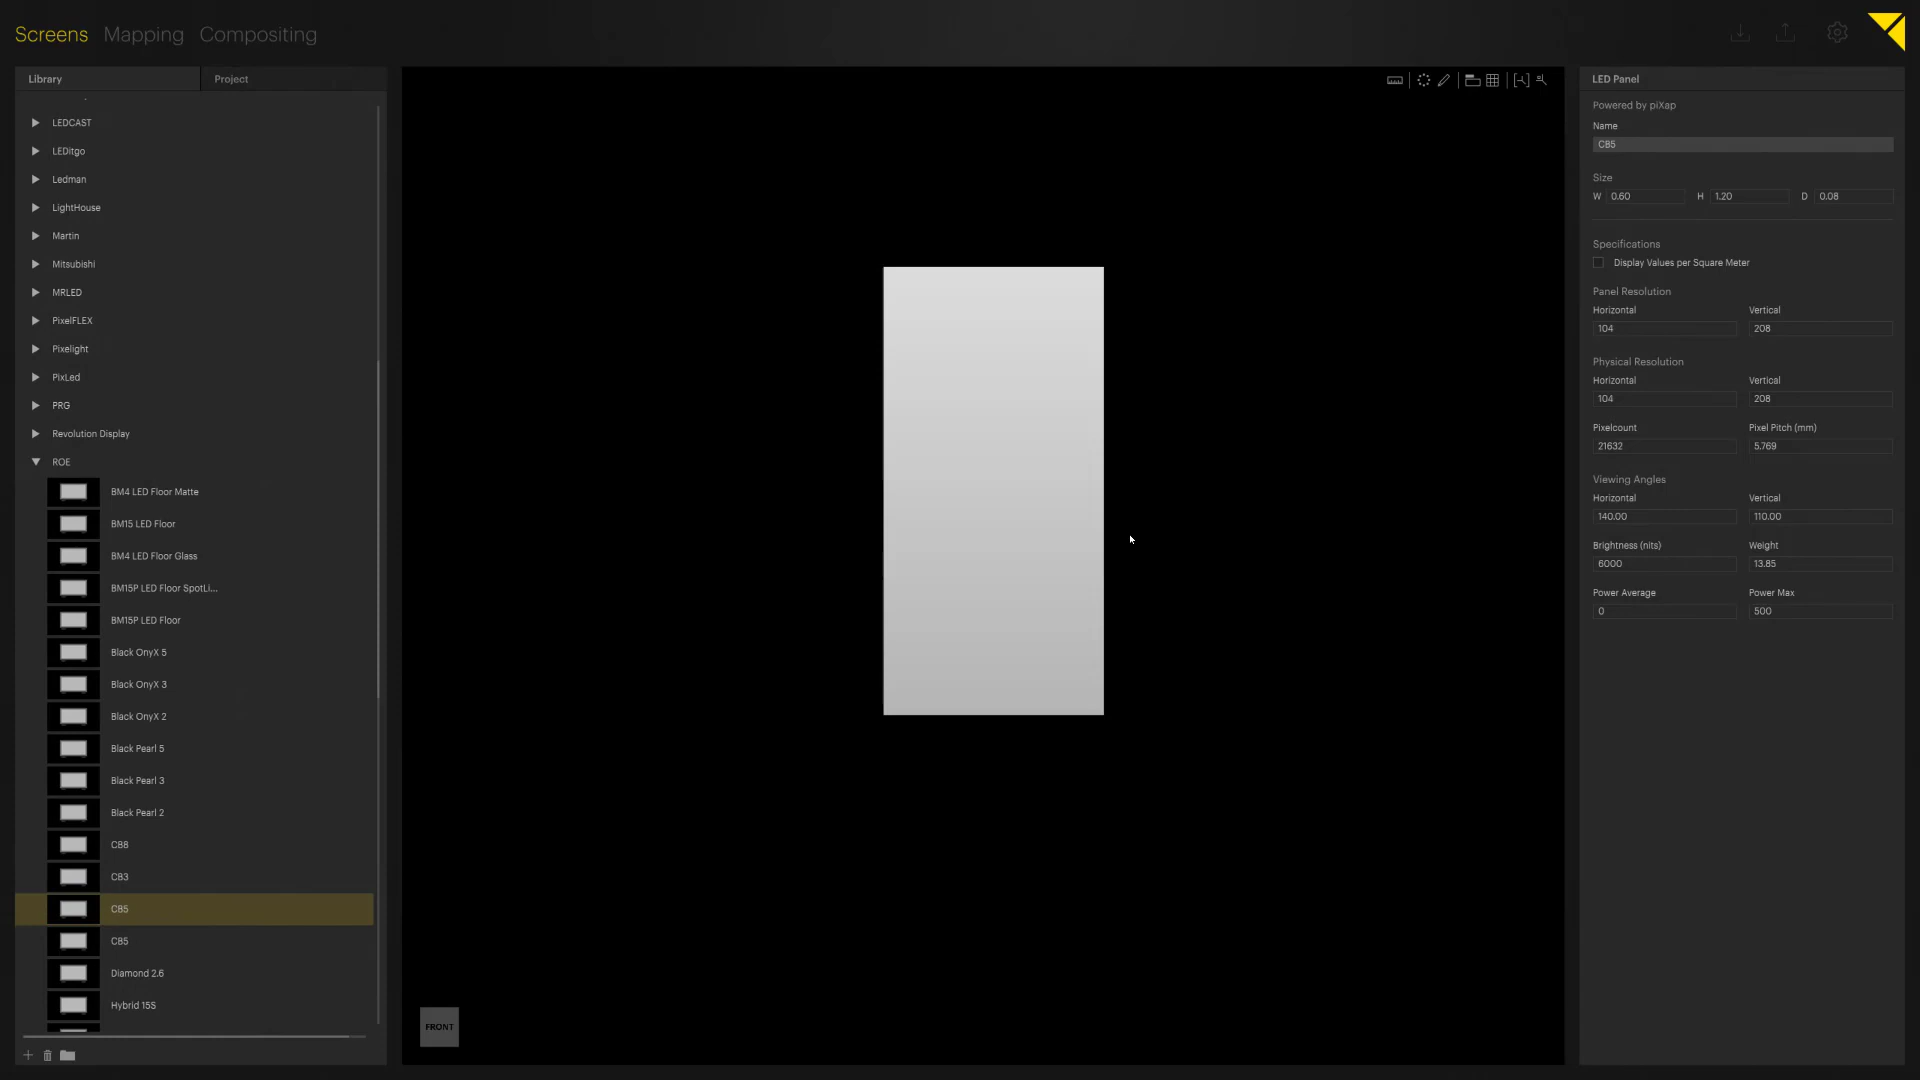 Screens Mapping Compositing
Library
Project
LEDCAST
LEDitgo
Ledman
LightHouse
Martin
Mitsubishi
MRLED
PixelFLEX
Pixelight
PixLed
PRG
Revolution Display
ROE
BM4 LED Floor Matte
BM15 LED Floor
BM4 LED Floor Glass
BM15P LED Floor SpotLi...
BM15P LED Floor
Black OnyX 5
Black OnyX 3
Black OnyX 2
Black Pearl 5
Black Pearl 3
Black Pearl 2
CB8
CB3
CB5
CB5
Diamond 2.6
Hybrid 15S
FRONT
LED Panel
Powered by piXap
Name
CB5
Size
W 0.60 H 1.20 D 0.08
Specifications
Display Values per Square Meter
Panel Resolution
Horizontal Vertical
104 208
Physical Resolution
Horizontal Vertical
104 208
Pixelcount Pixel Pitch (mm)
21632 5.769
Viewing Angles
Horizontal Vertical
140.00 110.00
Brightness (nits) Weight
6000 13.85
Power Average Power Max
0 500